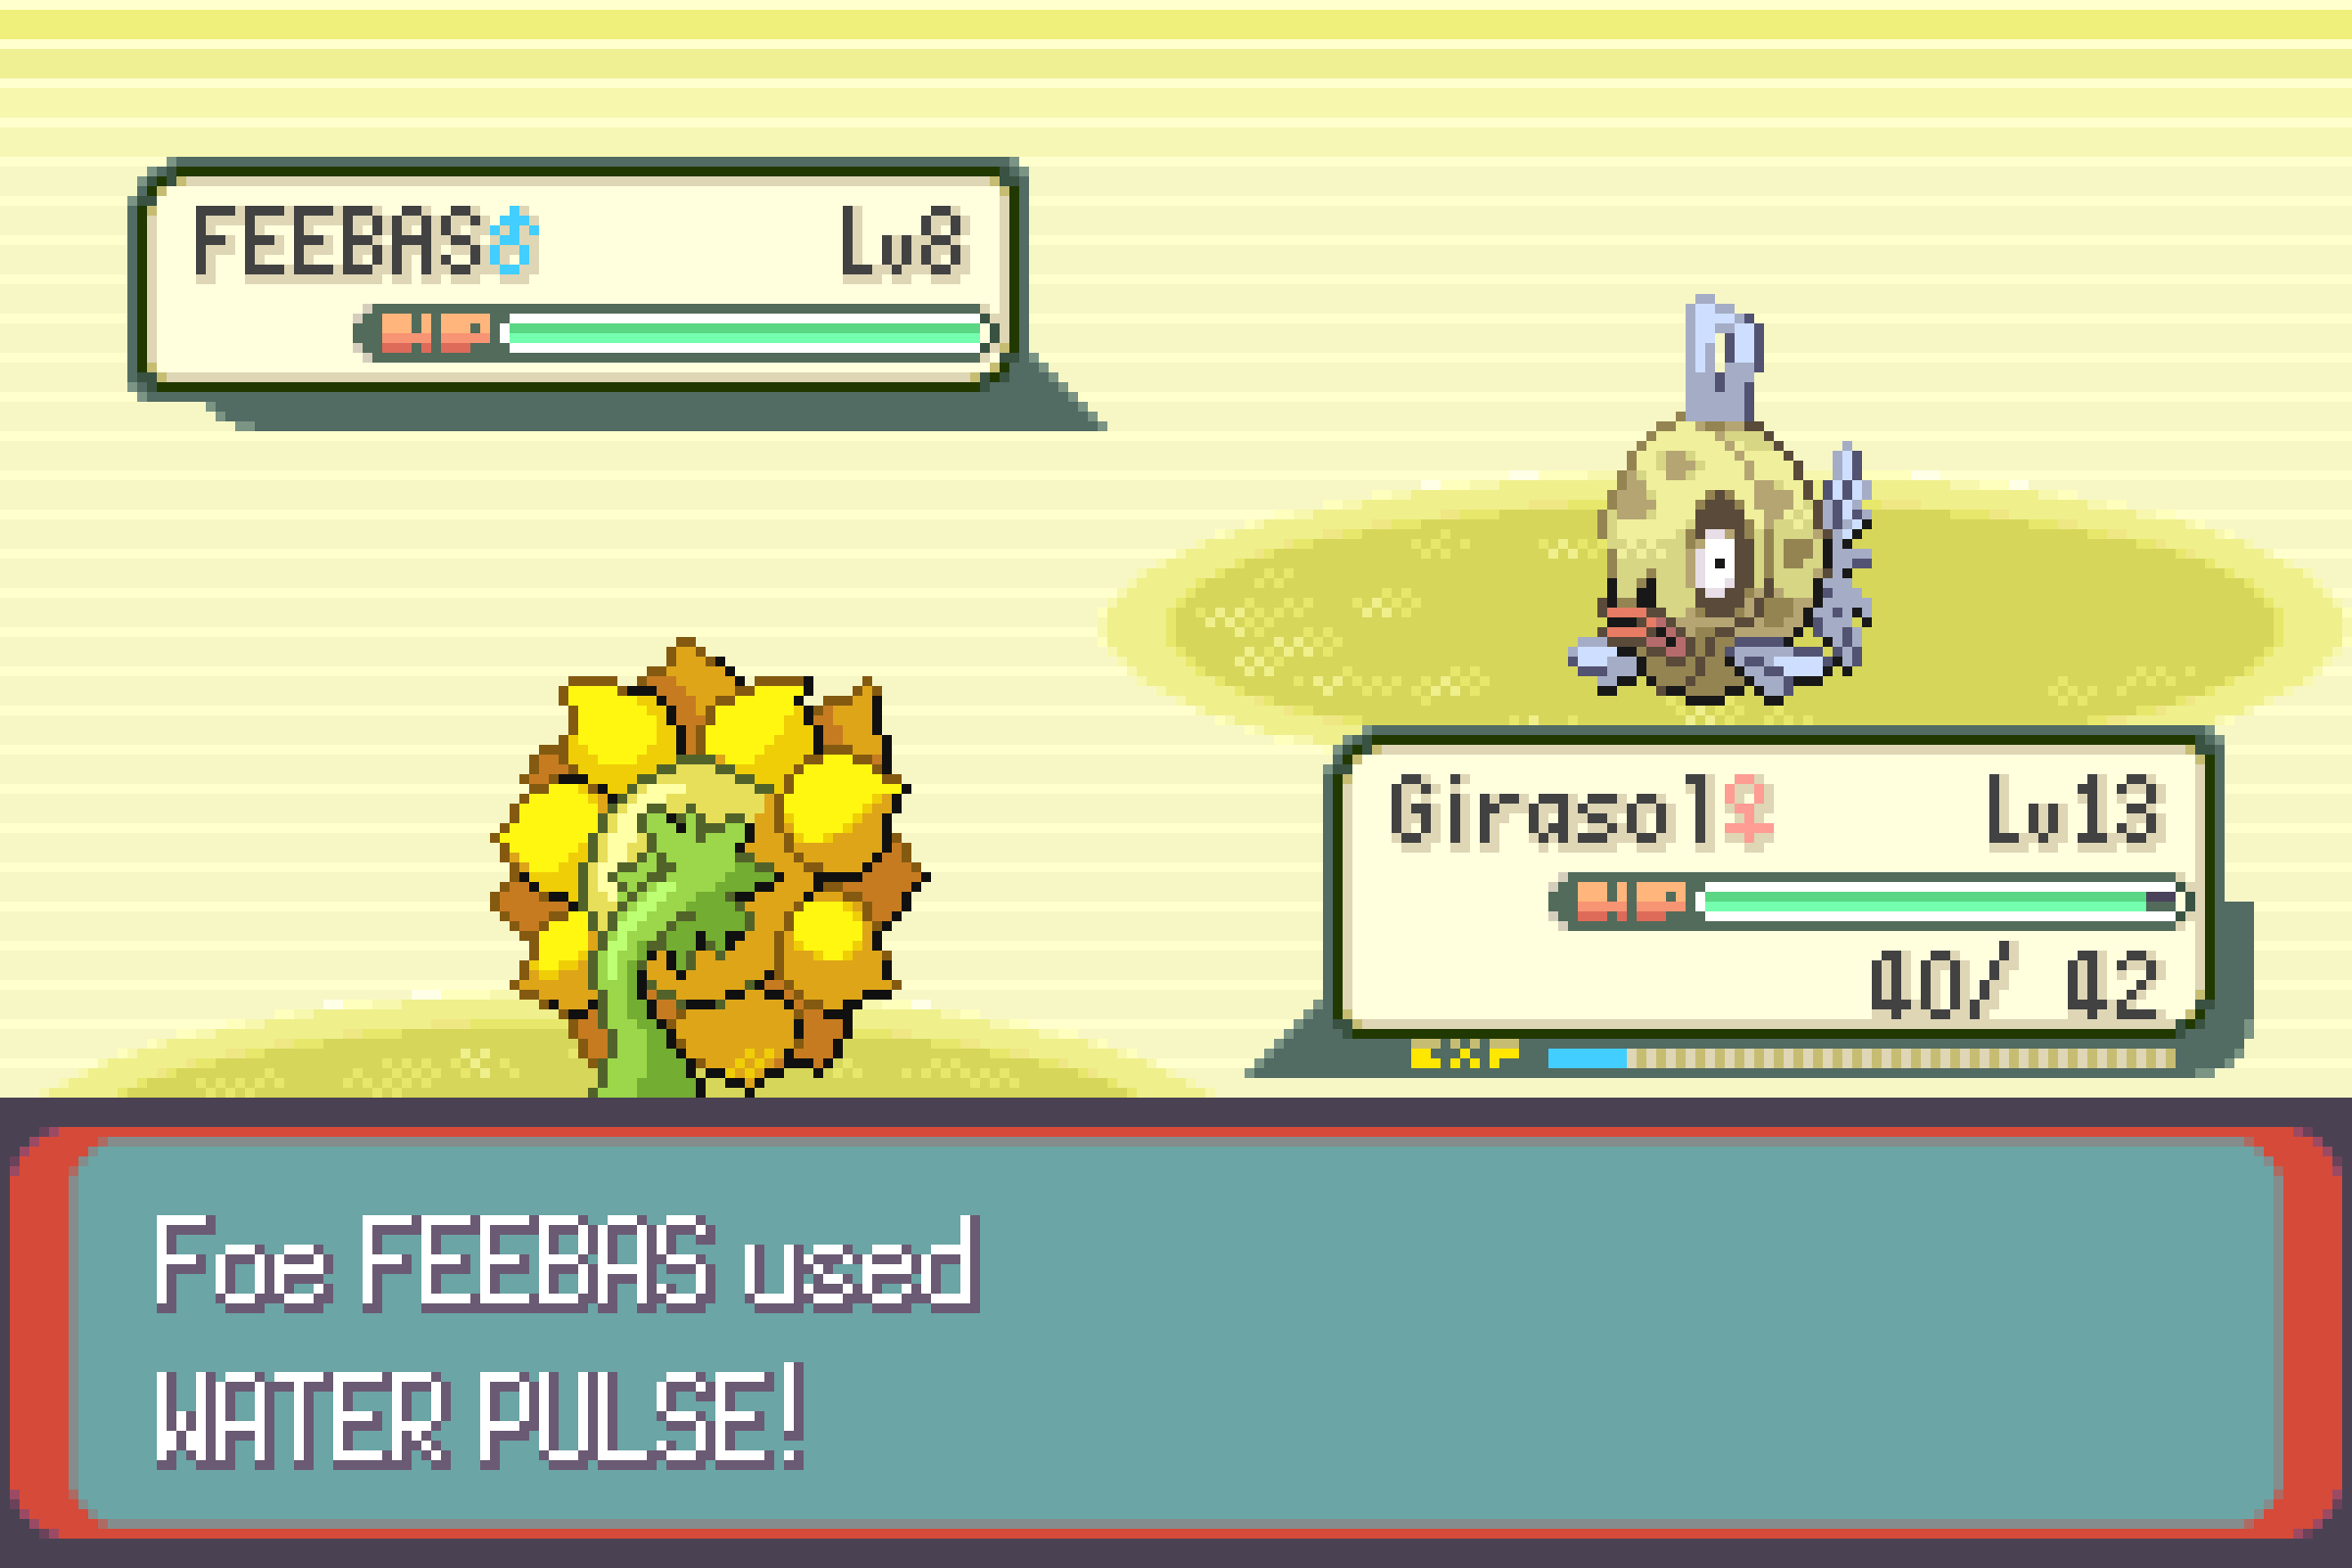 FEEBAS♂ Lv8
HP
Girasol♀ Lv13
HP
40/ 42
EXP
Foe FEEBAS used
WATER PULSE!